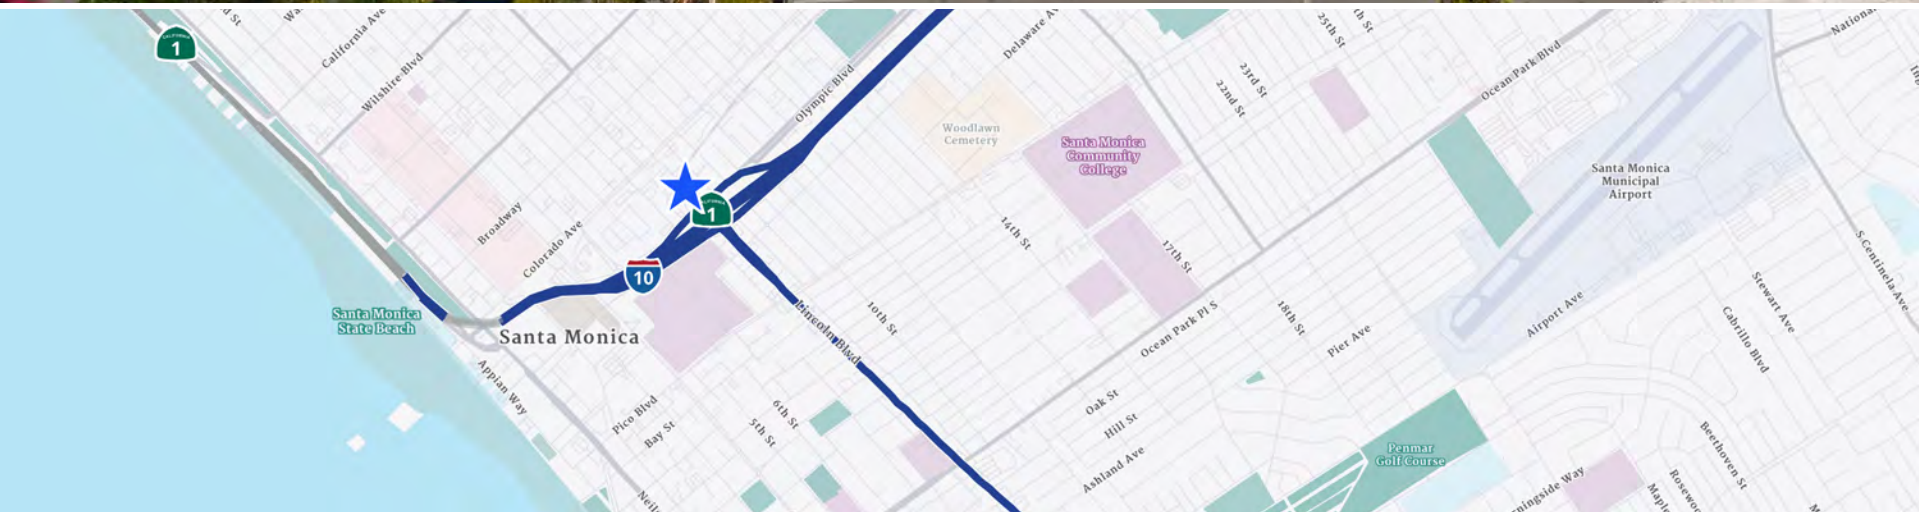 California Ave
Wilshire Blvd
CALIFORNIA
1
Olympic Blvd
Delaware Av
25th St
23rd St
22nd St
Ocean Park Blvd
Woodlawn
Cemetery
Santa Monica
Community
College
Santa Monica
Municipal
Airport
Broadway
Colorado Ave
CALIFORNIA
1
10
14th St
17th St
S Centinela Ave
Santa Monica
State Beach
Santa Monica
Lincoln Blvd
10th St
Ocean Park Pl S
18th St
Pier Ave
Airport Ave
Stewart Ave
Cabrillo Blvd
Appian Way
Pico Blvd
Bay St
6th St
5th St
Oak St
Hill St
Ashland Ave
Penmar
Golf Course
Beethoven St
ningside Way